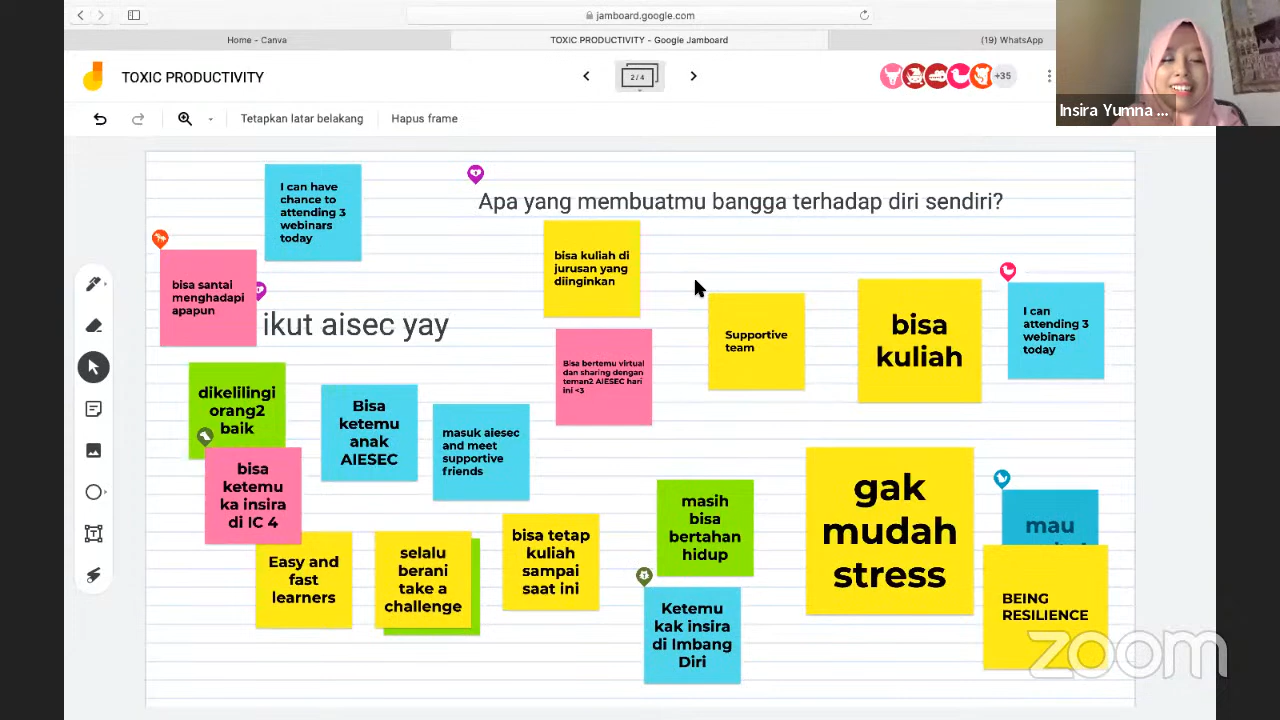 jamboard.google.com
Home - Canva
TOXIC PRODUCTIVITY - Google Jamboard
(19) WhatsApp
TOXIC PRODUCTIVITY
2/4
+35
Insira Yumna ...
Tetapkan latar belakang
Hapus frame
Apa yang membuatmu bangga terhadap diri sendiri?
I can have
chance to
attending 3
webinars
today
bisa santai
menghadapi
apapun
ikut aisec yay
bisa kuliah di
jurusan yang
diinginkan
Supportive
team
bisa
kuliah
I can
attending 3
webinars
today
Bisa bertemu virtual
dan sharing dengan
teman2 AIESEC hari
ini <3
dikelilingi
orang2
baik
Bisa
ketemu
anak
AIESEC
masuk aiesec
and meet
supportive
friends
bisa
ketemu
ka insira
di IC 4
masih
bisa
bertahan
hidup
gak
mudah
stress
mau
Easy and
fast
learners
selalu
berani
take a
challenge
bisa tetap
kuliah
sampai
saat ini
Ketemu
kak insira
di Imbang
Diri
BEING
RESILIENCE
zoom